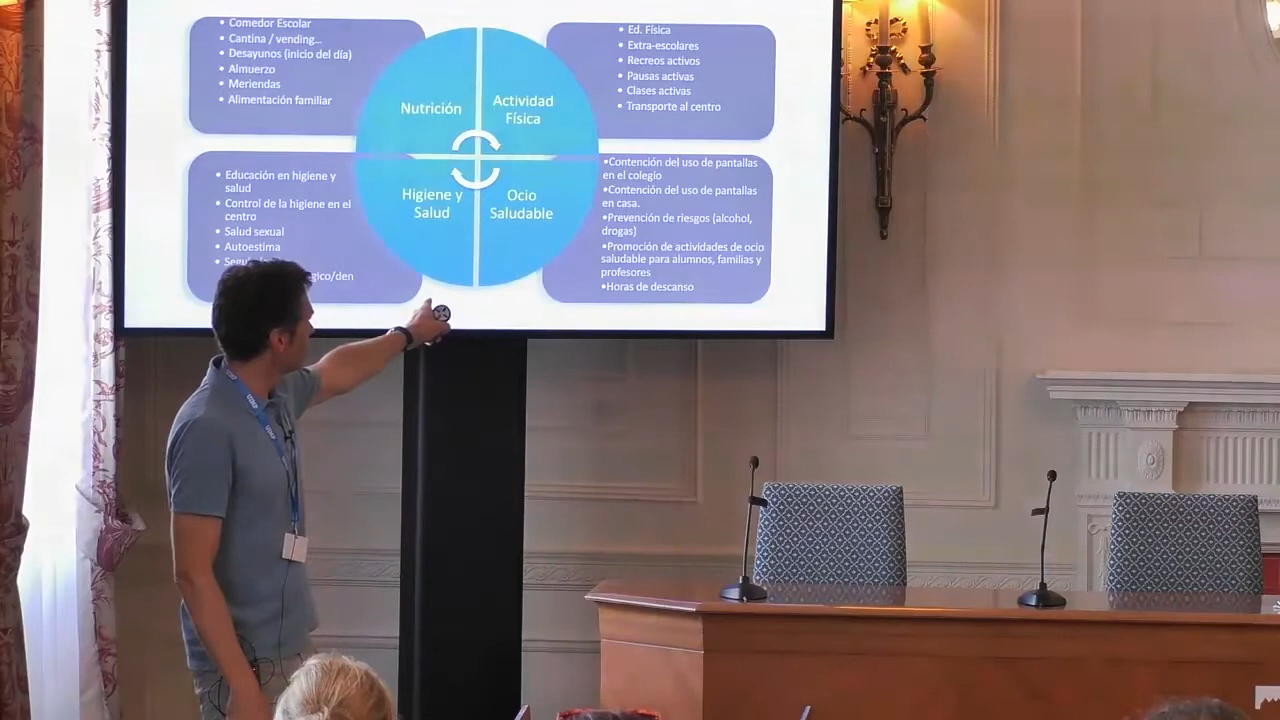 • Comedor Escolar
• Cantina / vending...
• Desayunos (inicio del día)
• Almuerzo
• Meriendas
• Alimentación familiar
Nutrición
Actividad
Física
• Ed. Física
• Extra-escolares
• Recreos activos
• Pausas activas
• Clases activas
• Transporte al centro
• Educación en higiene y
salud
• Control de la higiene en el
centro
• Salud sexual
• Autoestima
•
Higiene y
Salud
Ocio
Saludable
•Contención del uso de pantallas
en el colegio
•Contención del uso de pantallas
en casa.
•Prevención de riesgos (alcohol,
drogas)
•Promoción de actividades de ocio
saludable para alumnos, familias y
profesores
•Horas de descanso
UIMP